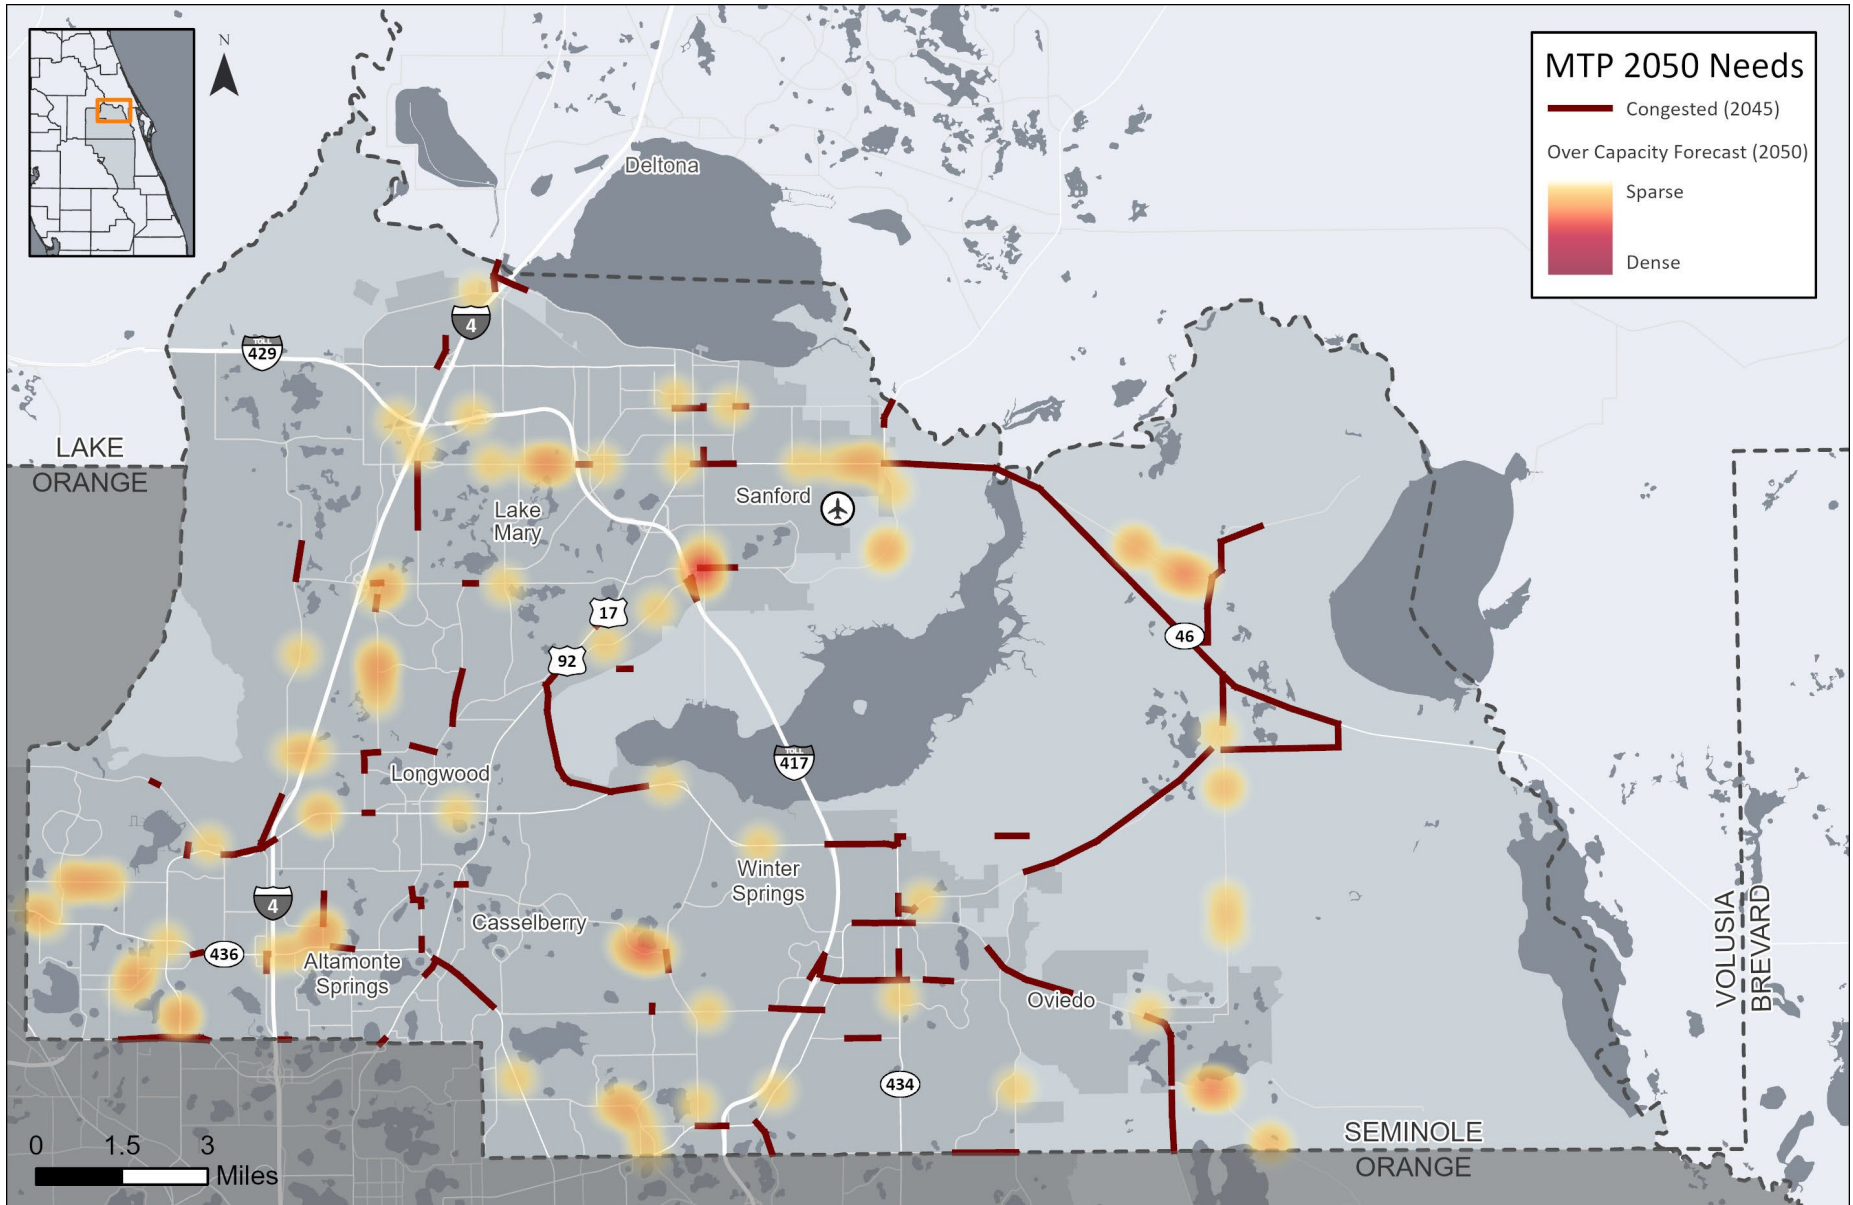 N
MTP 2050 Needs
Congested (2045)
Over Capacity Forecast (2050)
Sparse
Dense
Deltona
4
TOLL
429
LAKE
ORANGE
Sanford
Lake
Mary
17
46
92
TOLL
417
Longwood
Winter
Springs
4
Casselberry
436
Altamonte
Springs
Oviedo
VOLUSIA
BREVARD
434
SEMINOLE
ORANGE
0 1.5 3
Miles